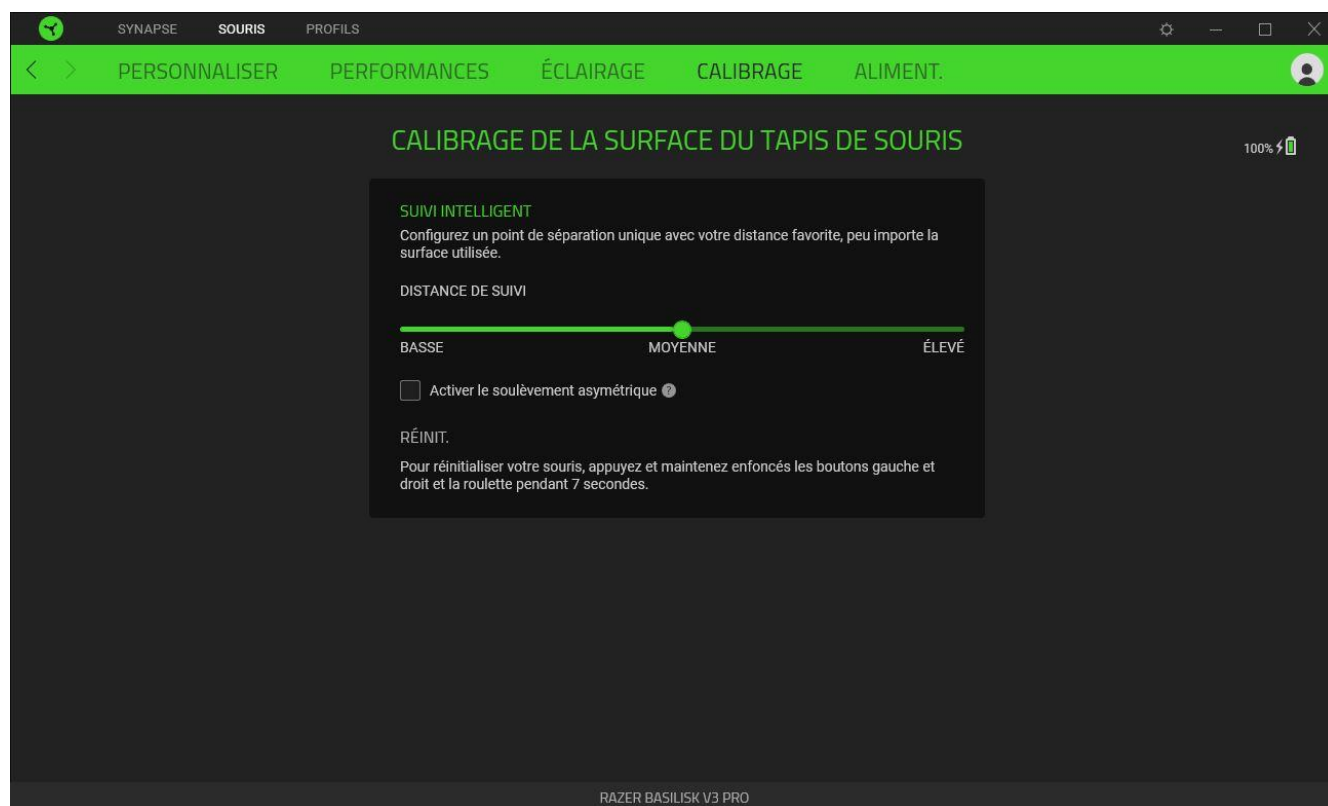 SYNAPSE SOURIS PROFILS
PERSONNALISER PERFORMANCES ÉCLAIRAGE CALIBRAGE ALIMENT.
CALIBRAGE DE LA SURFACE DU TAPIS DE SOURIS
100%
SUIVI INTELLIGENT
Configurez un point de séparation unique avec votre distance favorite, peu importe la
surface utilisée.
DISTANCE DE SUIVI
BASSE MOYENNE ÉLEVÉ
Activer le soulèvement asymétrique ?
RÉINIT.
Pour réinitialiser votre souris, appuyez et maintenez enfoncés les boutons gauche et
droit et la roulette pendant 7 secondes.
RAZER BASILISK V3 PRO